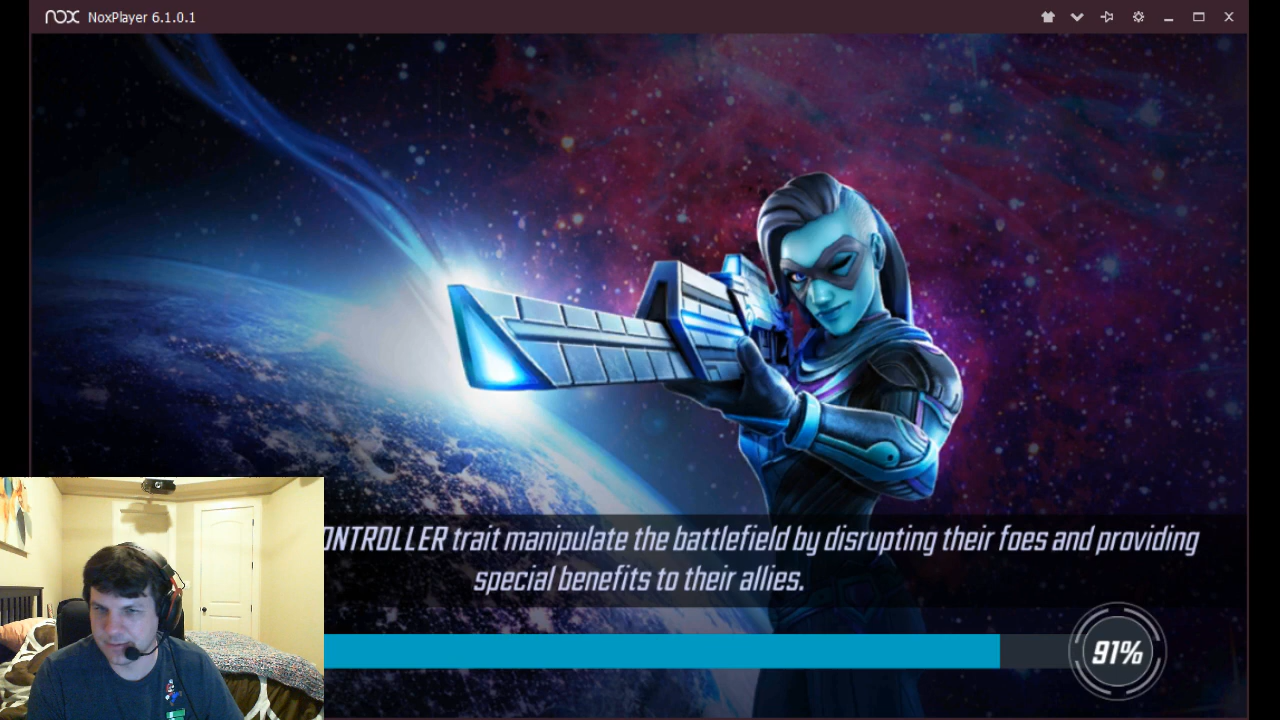 nox NoxPlayer 6.1.0.1
ONTROLLER trait manipulate the battlefield by disrupting their foes and providing
special benefits to their allies.
91%